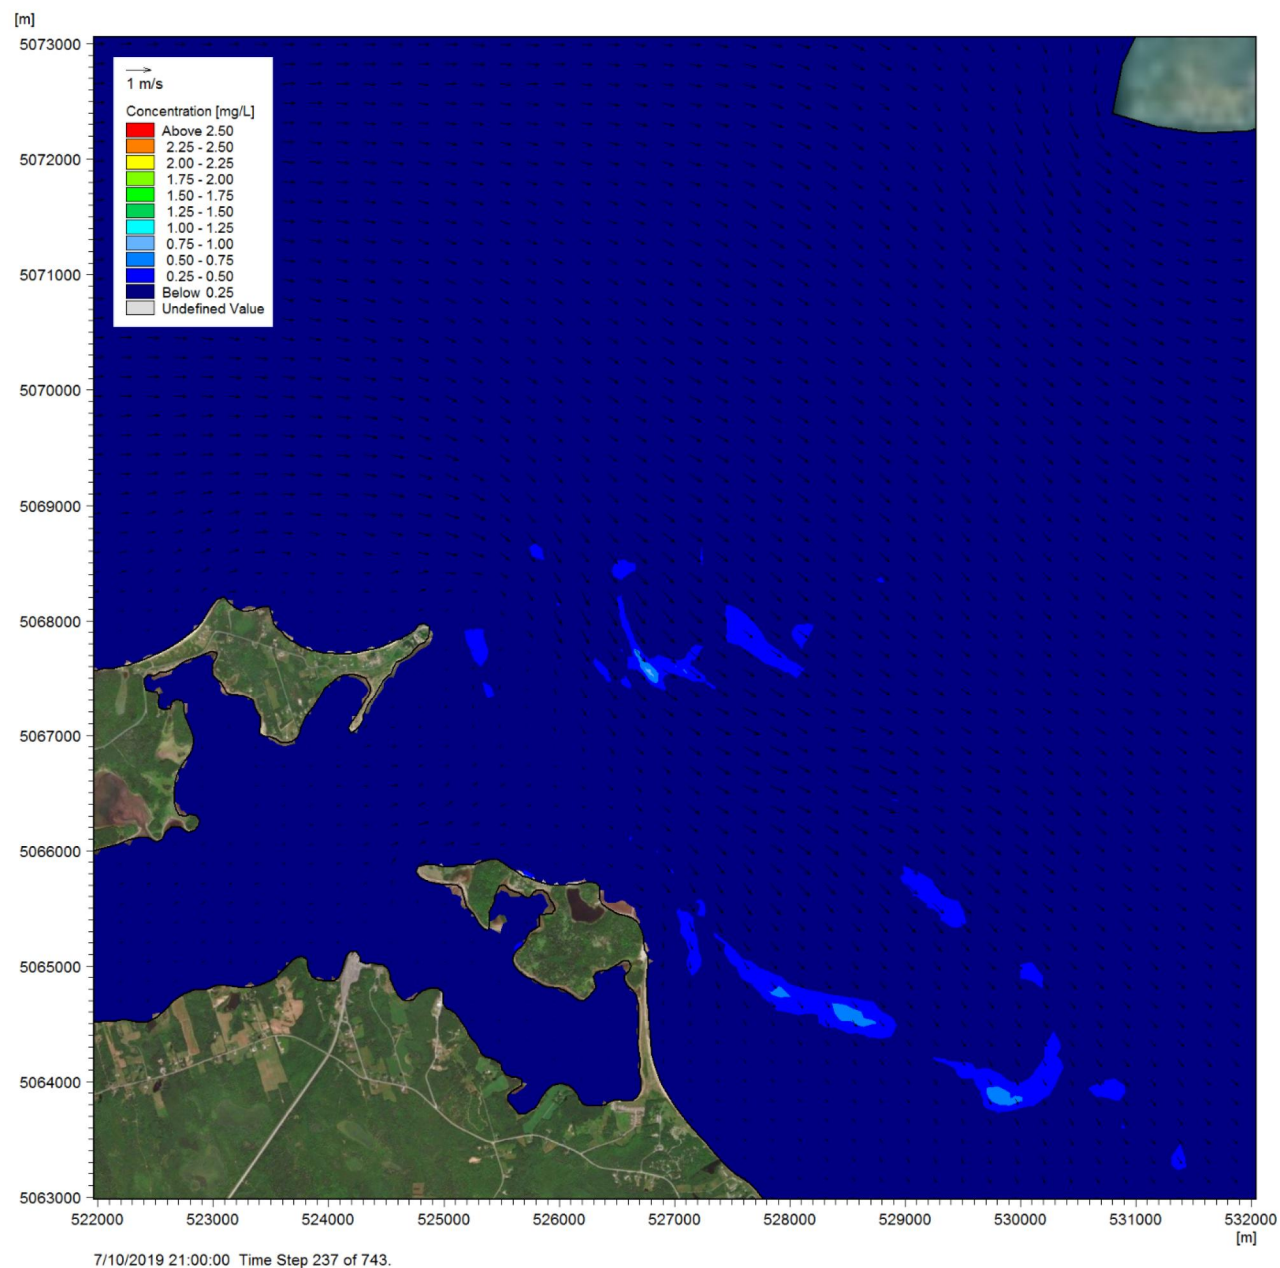 [m]
5073000
5072000
5071000
5070000
5069000
5068000
5067000
5066000
5065000
5064000
5063000
1 m/s
Concentration [mg/L]
Above 2.50
2.25 - 2.50
2.00 - 2.25
1.75 - 2.00
1.50 - 1.75
1.25 - 1.50
1.00 - 1.25
0.75 - 1.00
0.50 - 0.75
0.25 - 0.50
Below 0.25
Undefined Value
522000 523000 524000 525000 526000 527000 528000 529000 530000 531000 532000
[m]
7/10/2019 21:00:00 Time Step 237 of 743.